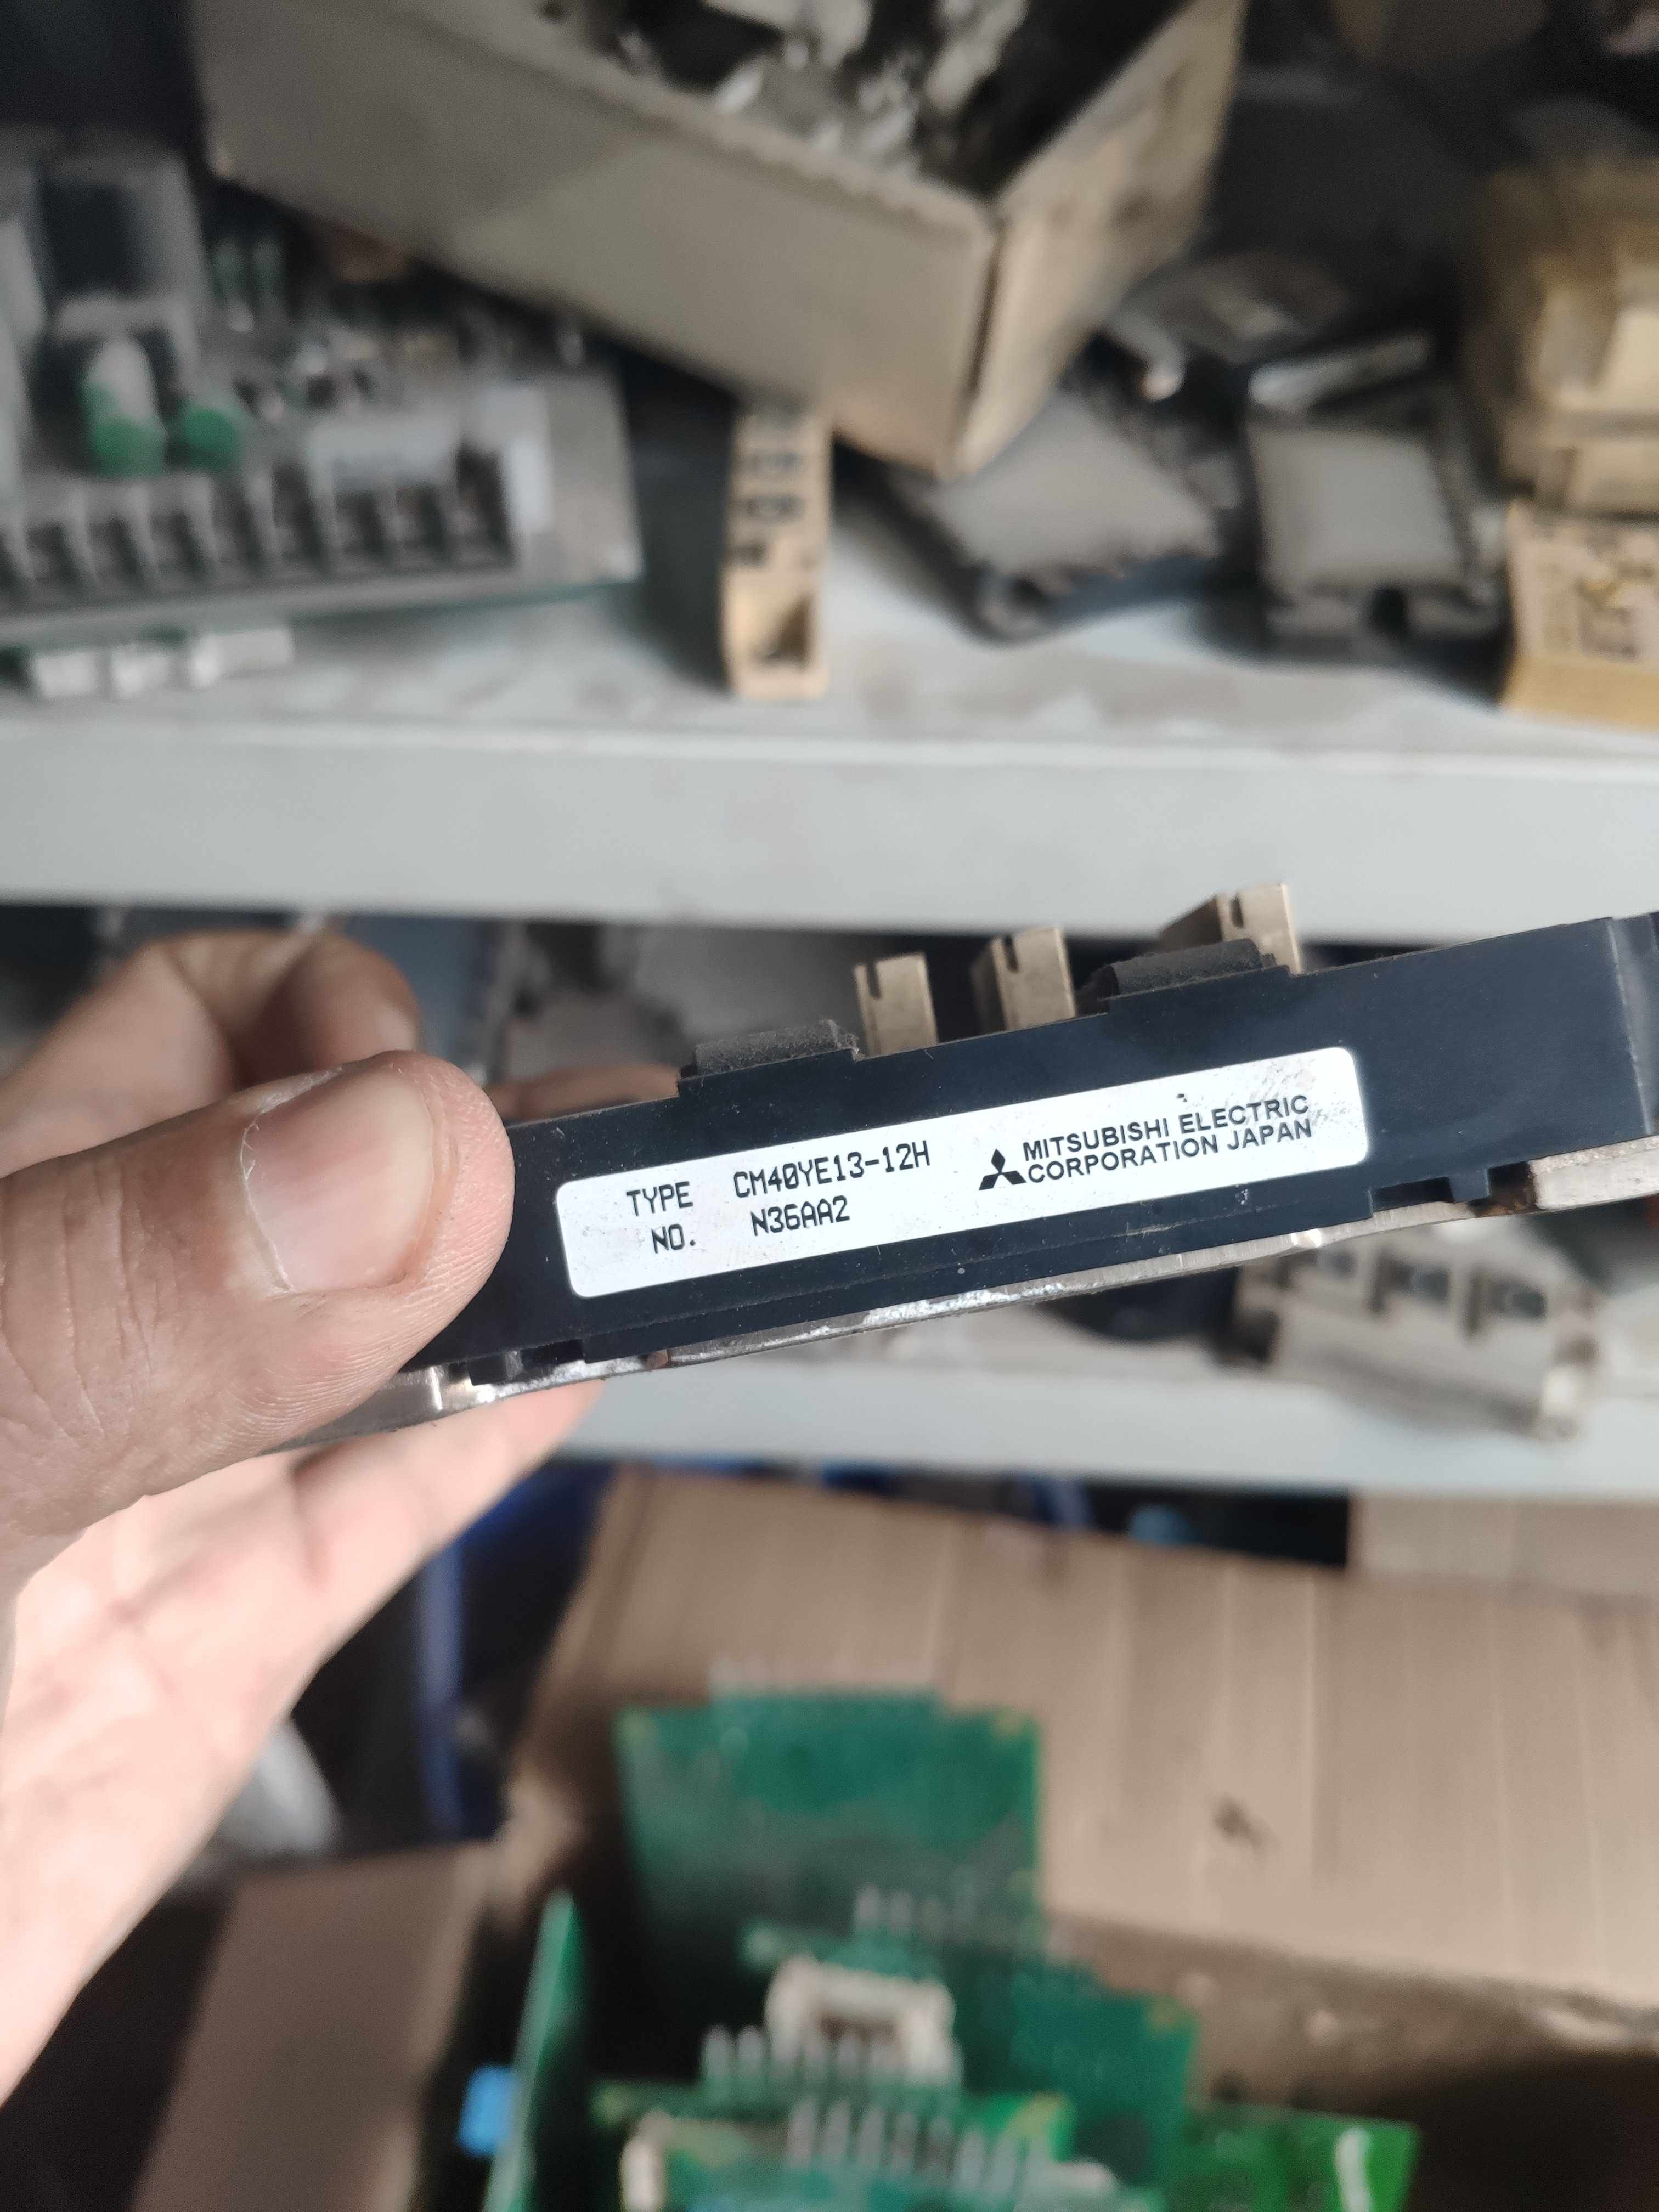 TYPE CM40YE13-12H
NO. N36AA2
MITSUBISHI ELECTRIC
CORPORATION JAPAN